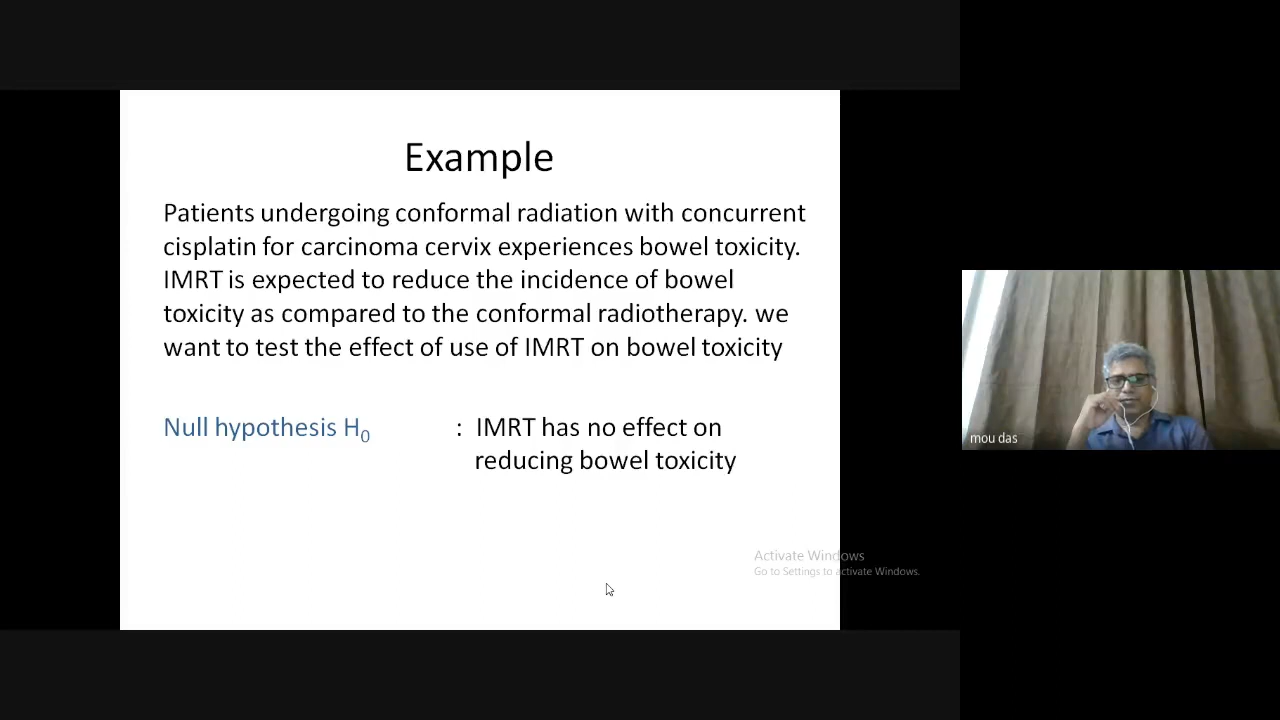 Example
Patients undergoing conformal radiation with concurrent
cisplatin for carcinoma cervix experiences bowel toxicity.
IMRT is expected to reduce the incidence of bowel
toxicity as compared to the conformal radiotherapy. we
want to test the effect of use of IMRT on bowel toxicity
Null hypothesis H0 : IMRT has no effect on
reducing bowel toxicity
Activate Windows
Go to Settings to activate Windows.
mou das